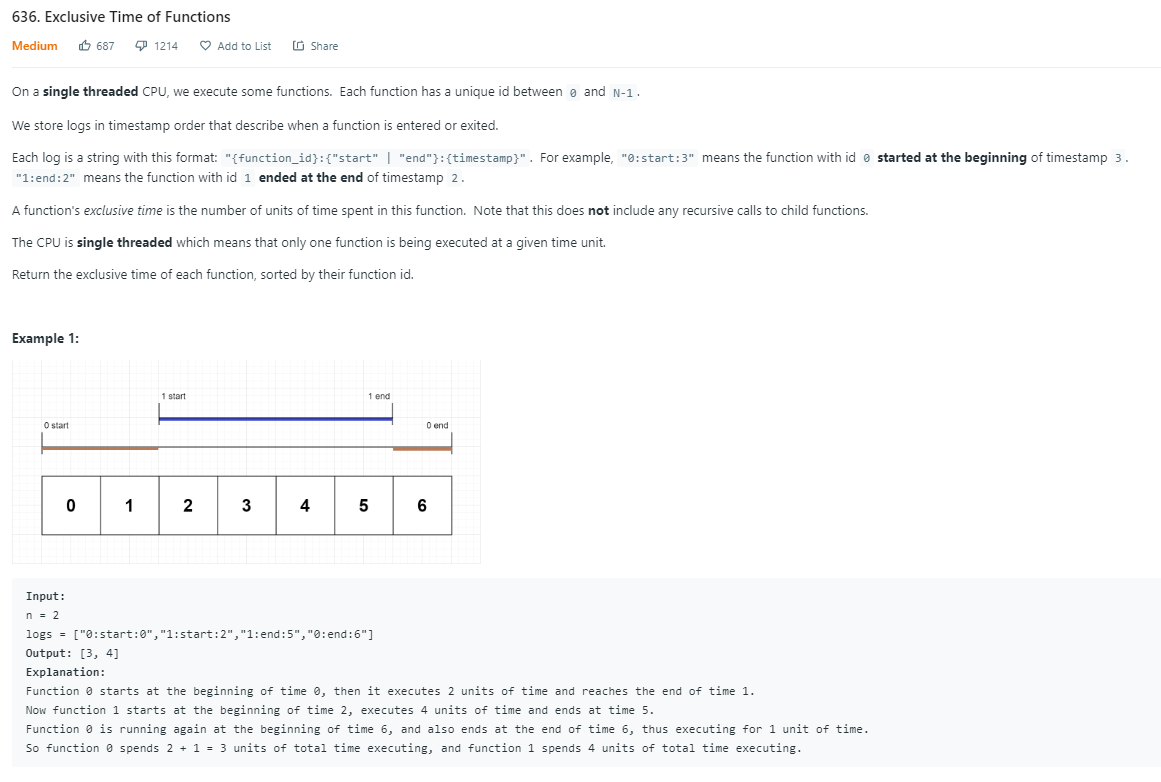 636. Exclusive Time of Functions
Medium 687 1214 Add to List Share
On a single threaded CPU, we execute some functions. Each function has a unique id between 0 and N-1.
We store logs in timestamp order that describe when a function is entered or exited.
Each log is a string with this format: "{function_id}:{"start" | "end"}:{timestamp}". For example, "0:start:3" means the function with id 0 started at the beginning of timestamp 3.
"1:end:2" means the function with id 1 ended at the end of timestamp 2.
A function's exclusive time is the number of units of time spent in this function. Note that this does not include any recursive calls to child functions.
The CPU is single threaded which means that only one function is being executed at a given time unit.
Return the exclusive time of each function, sorted by their function id.
Example 1:
1 start 1 end
0 start 0 end
0 1 2 3 4 5 6
Input:
n = 2
logs = ["0:start:0","1:start:2","1:end:5","0:end:6"]
Output: [3, 4]
Explanation:
Function 0 starts at the beginning of time 0, then it executes 2 units of time and reaches the end of time 1.
Now function 1 starts at the beginning of time 2, executes 4 units of time and ends at time 5.
Function 0 is running again at the beginning of time 6, and also ends at the end of time 6, thus executing for 1 unit of time.
So function 0 spends 2 + 1 = 3 units of total time executing, and function 1 spends 4 units of total time executing.